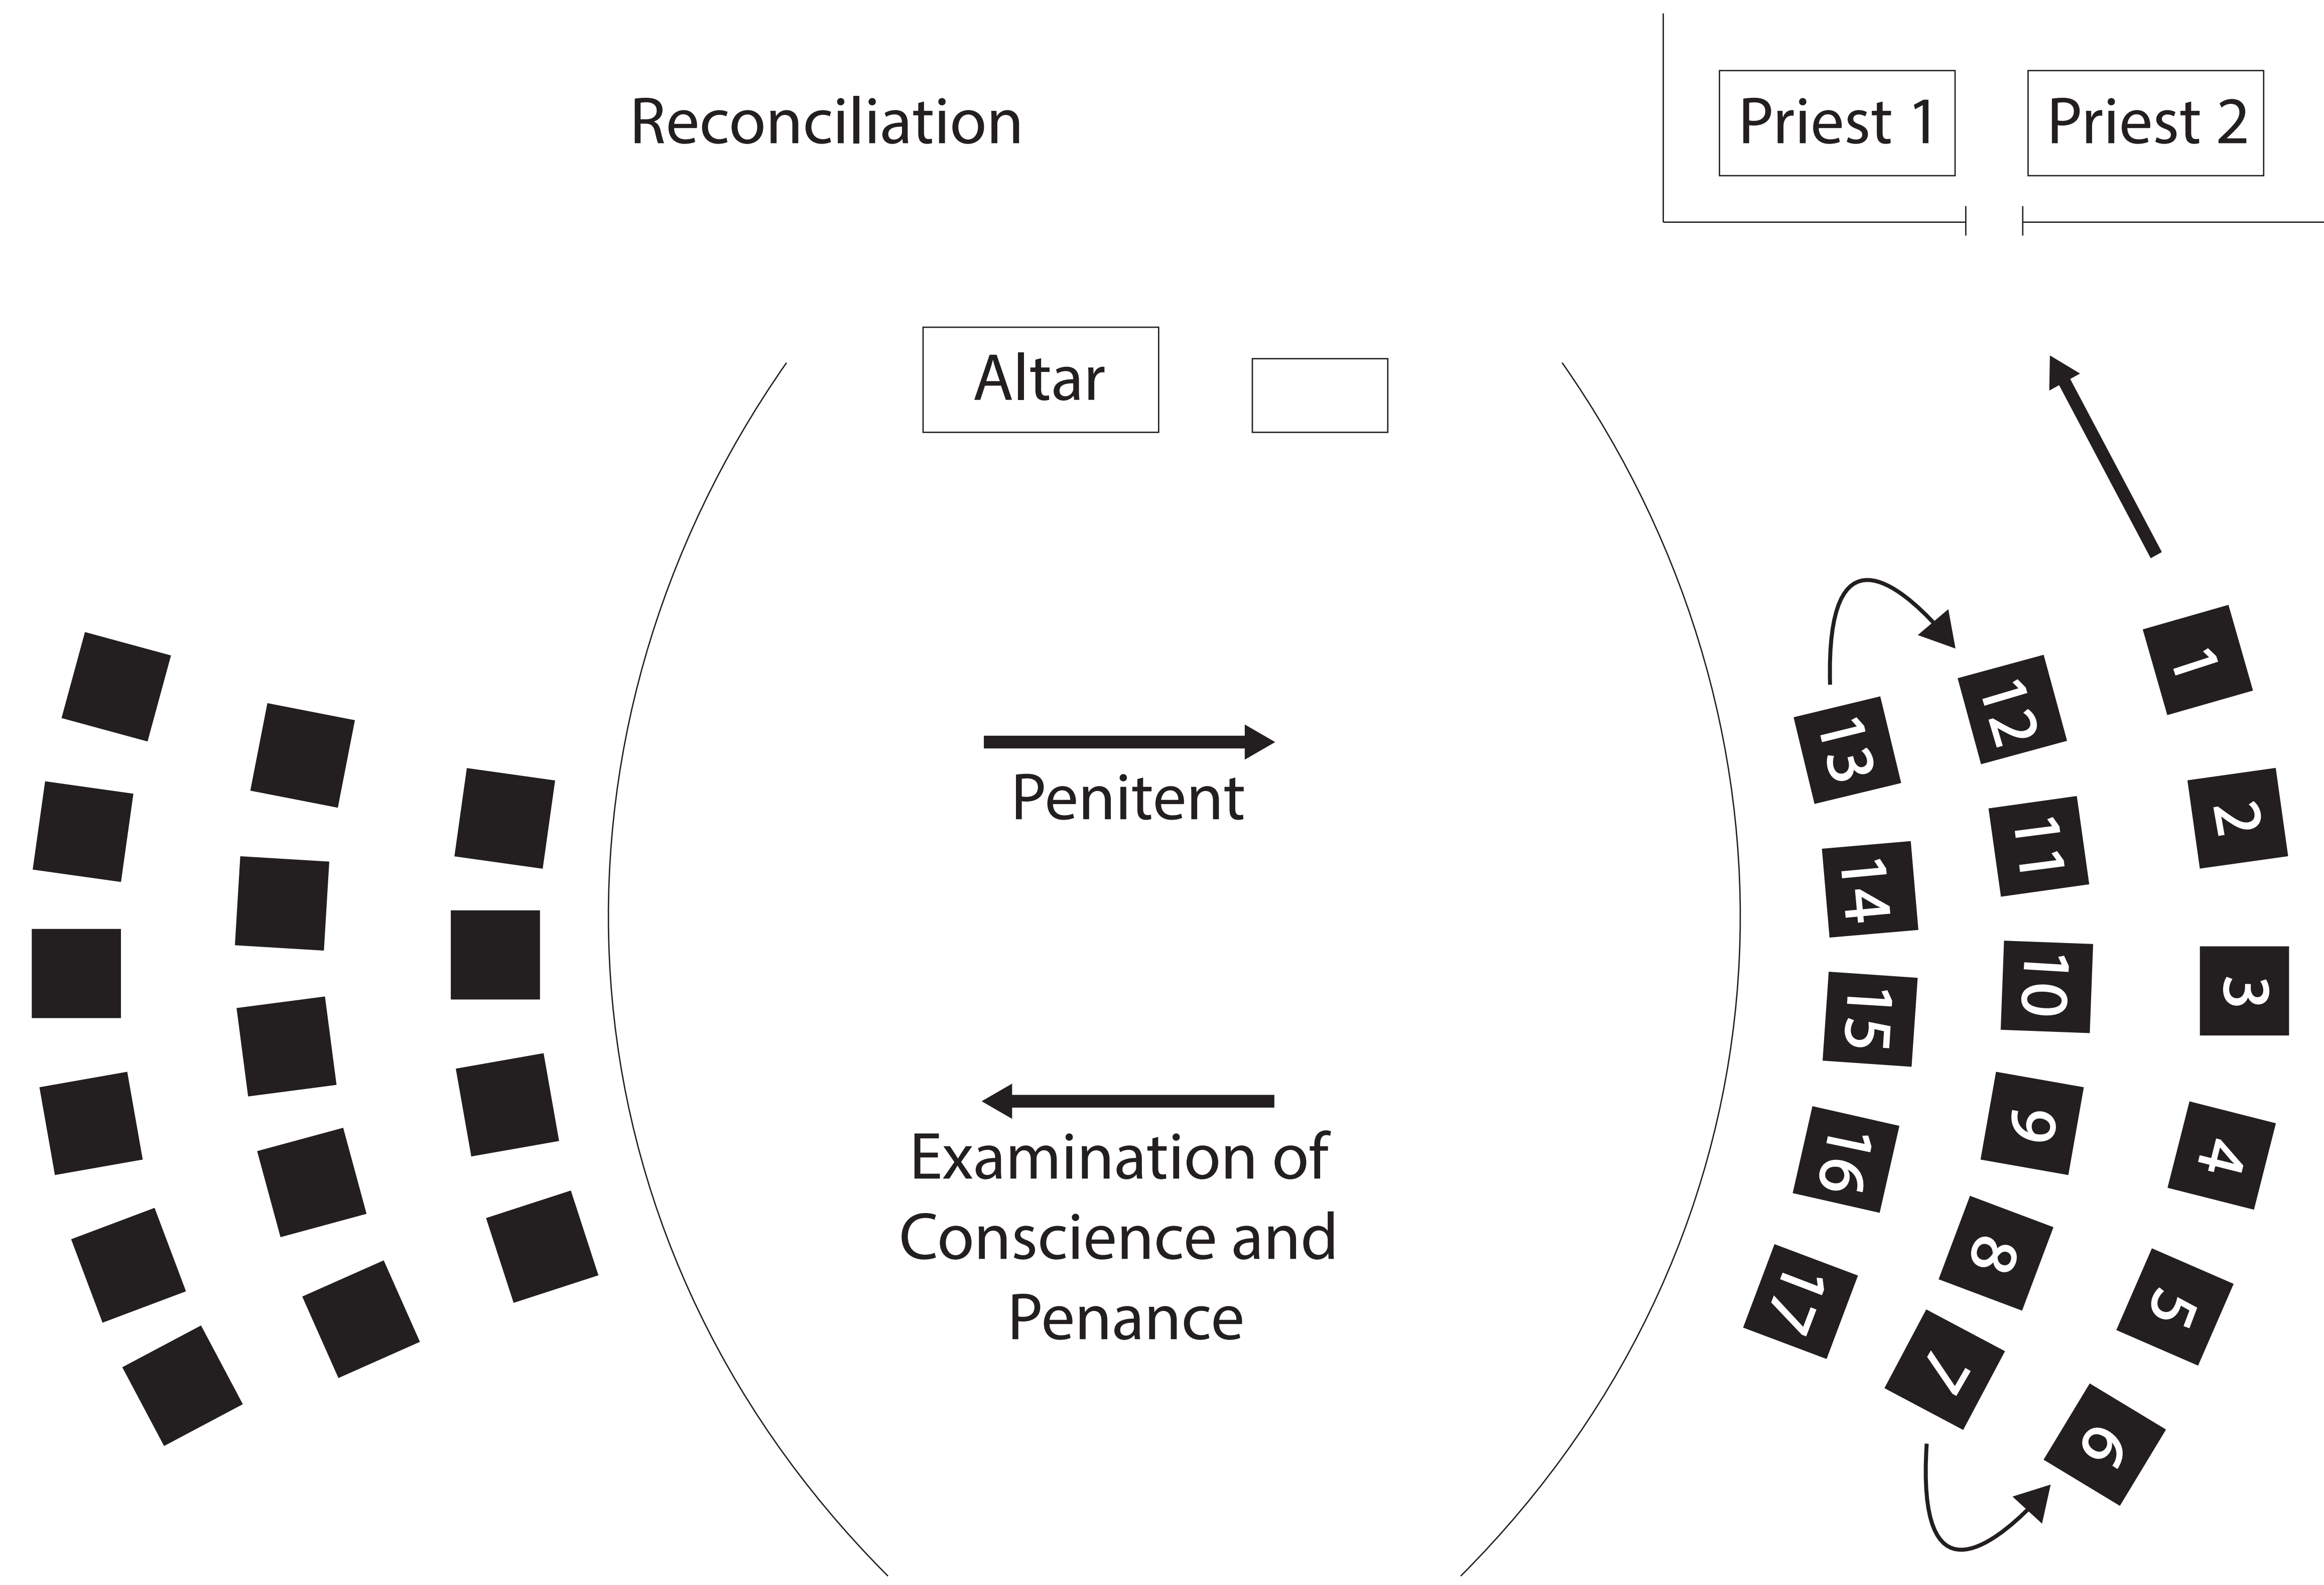 Reconciliation
Priest 1
Priest 2
Altar
Penitent
Examination of
Conscience and
Penance
1
2
3
4
5
6
7
8
9
10
11
12
13
14
15
16
17